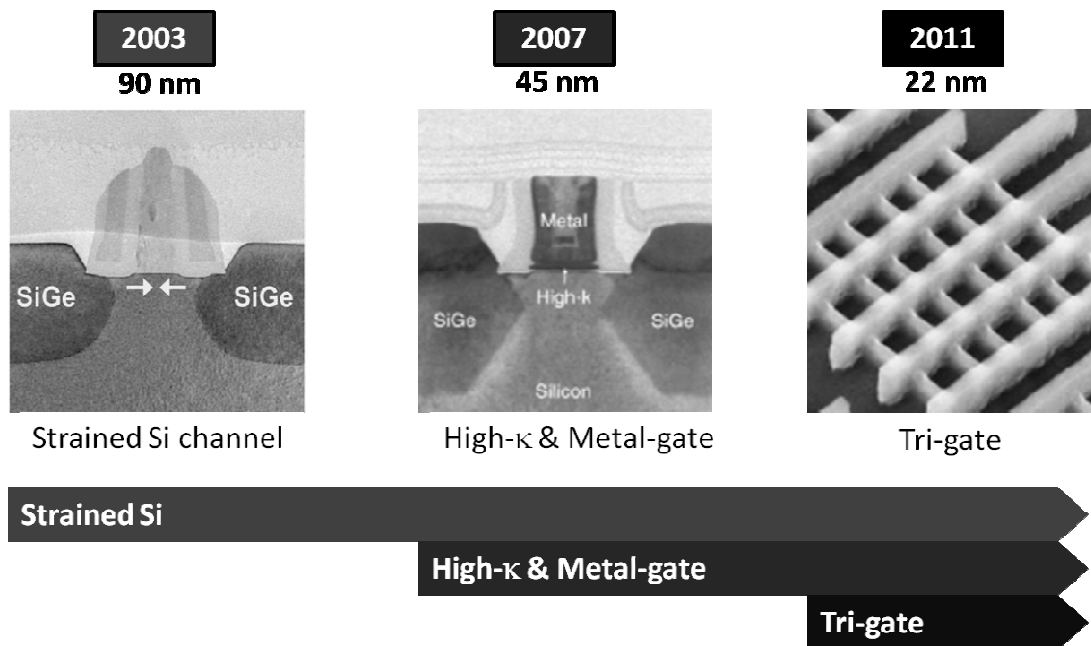 2003
2007
2011
90 nm
45 nm
22 nm
SiGe
SiGe
Metal
High-k
SiGe
SiGe
Silicon
Strained Si channel
High-κ & Metal-gate
Tri-gate
Strained Si
High-κ & Metal-gate
Tri-gate